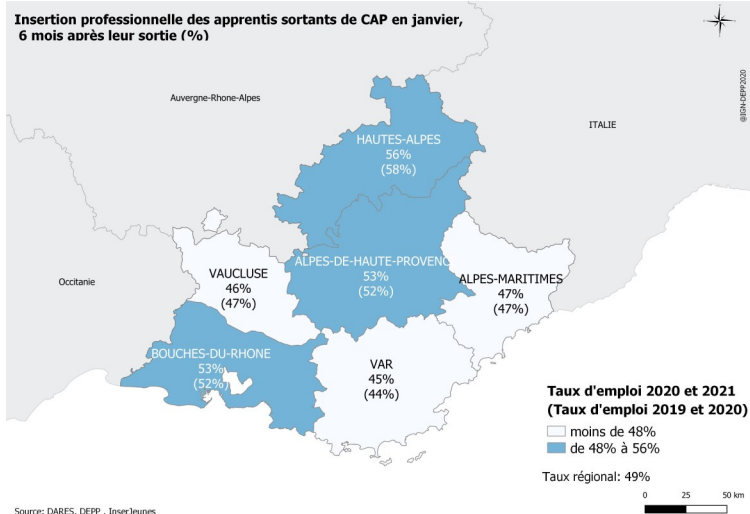 Insertion professionnelle des apprentis sortants de CAP en janvier,
6 mois après leur sortie (%)
@IGN-DEPP2020
Auvergne-Rhone-Alpes
ITALIE
HAUTES-ALPES
56%
(58%)
ALPES-DE-HAUTE-PROVENC
53%
(52%)
VAUCLUSE
46%
(47%)
ALPES-MARITIMES
47%
(47%)
Occitanie
BOUCHES-DU-RHONE
53%
(52%)
VAR
45%
(44%)
Taux d'emploi 2020 et 2021
(Taux d'emploi 2019 et 2020)
moins de 48%
de 48% à 56%
Taux régional: 49%
0 25 50 km
Source: DARES, DEPP , InserJeunes